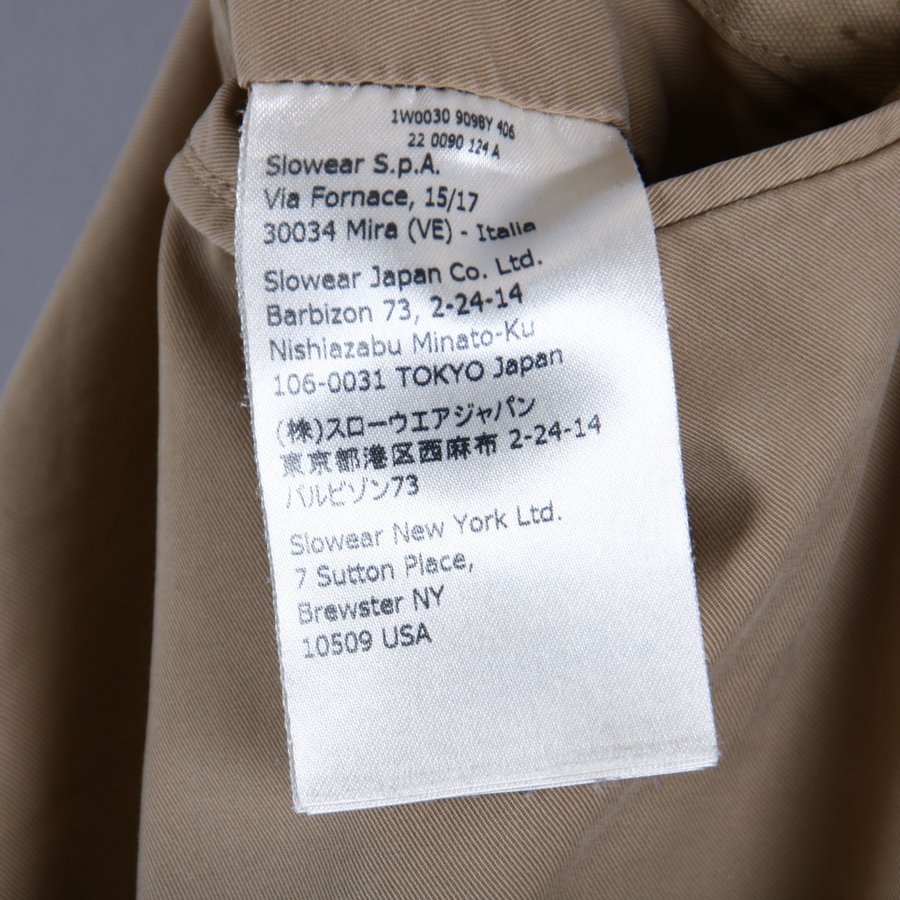 1W0030 9098Y 406
22 0090 124 A
Slowear S.p.A.
Via Fornace, 15/17
30034 Mira (VE) - Italia
Slowear Japan Co. Ltd.
Barbizon 73, 2-24-14
Nishiazabu Minato-Ku
106-0031 TOKYO Japan
(株)スローウエアジャパン
東京都港区西麻布 2-24-14
バルビゾン73
Slowear New York Ltd.
7 Sutton Place,
Brewster NY
10509 USA